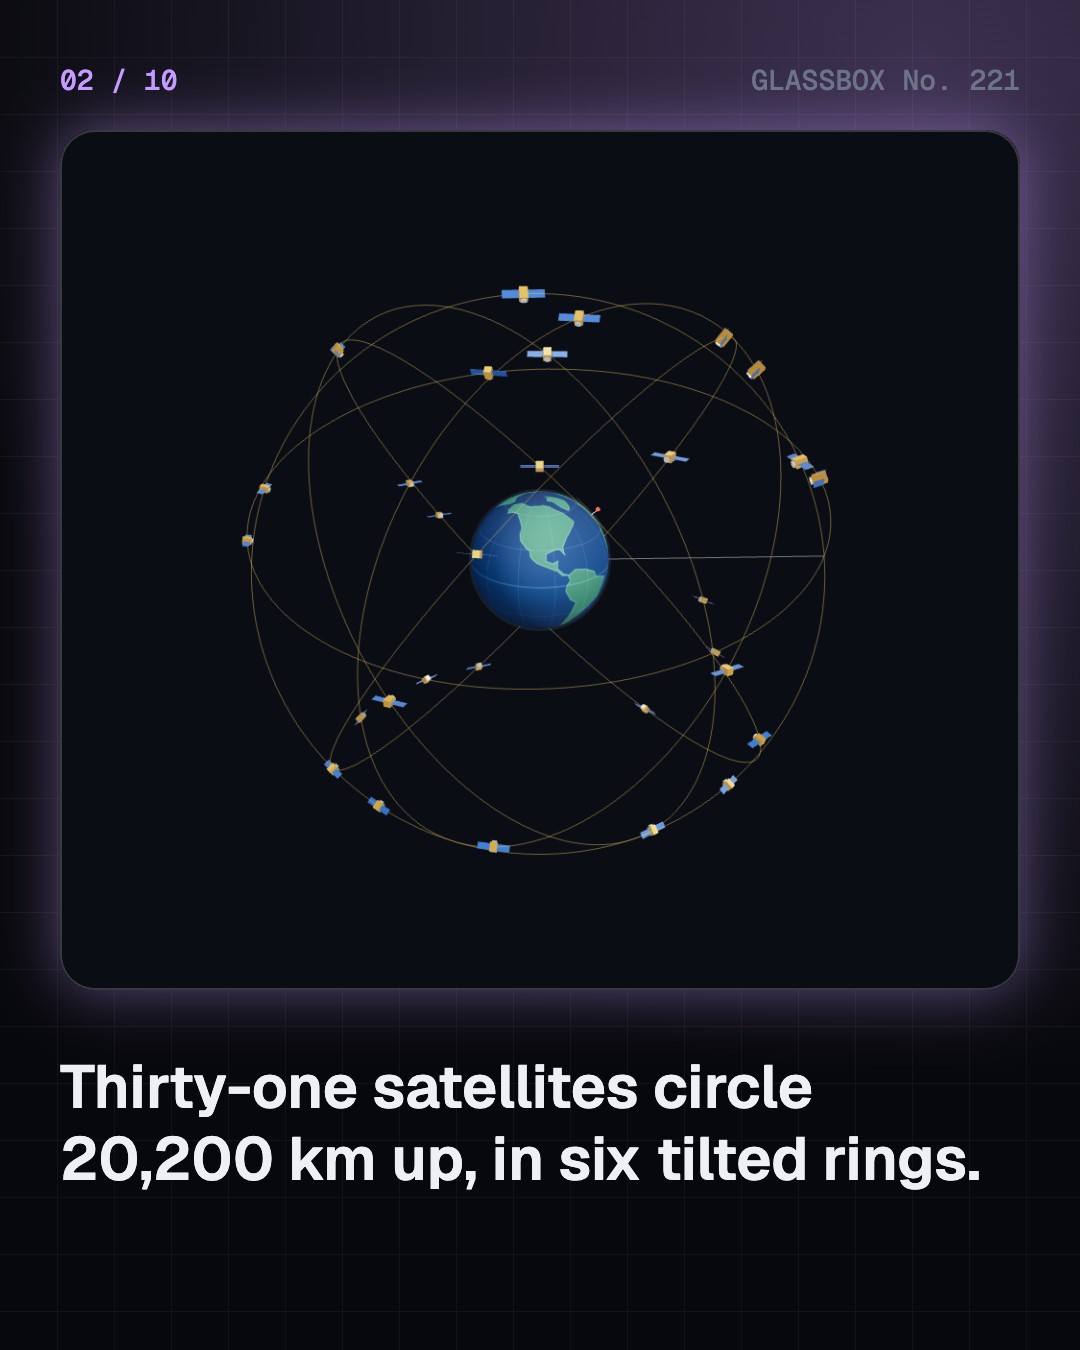 02 / 10
GLASSBOX No. 221
Thirty-one satellites circle
20,200 km up, in six tilted rings.